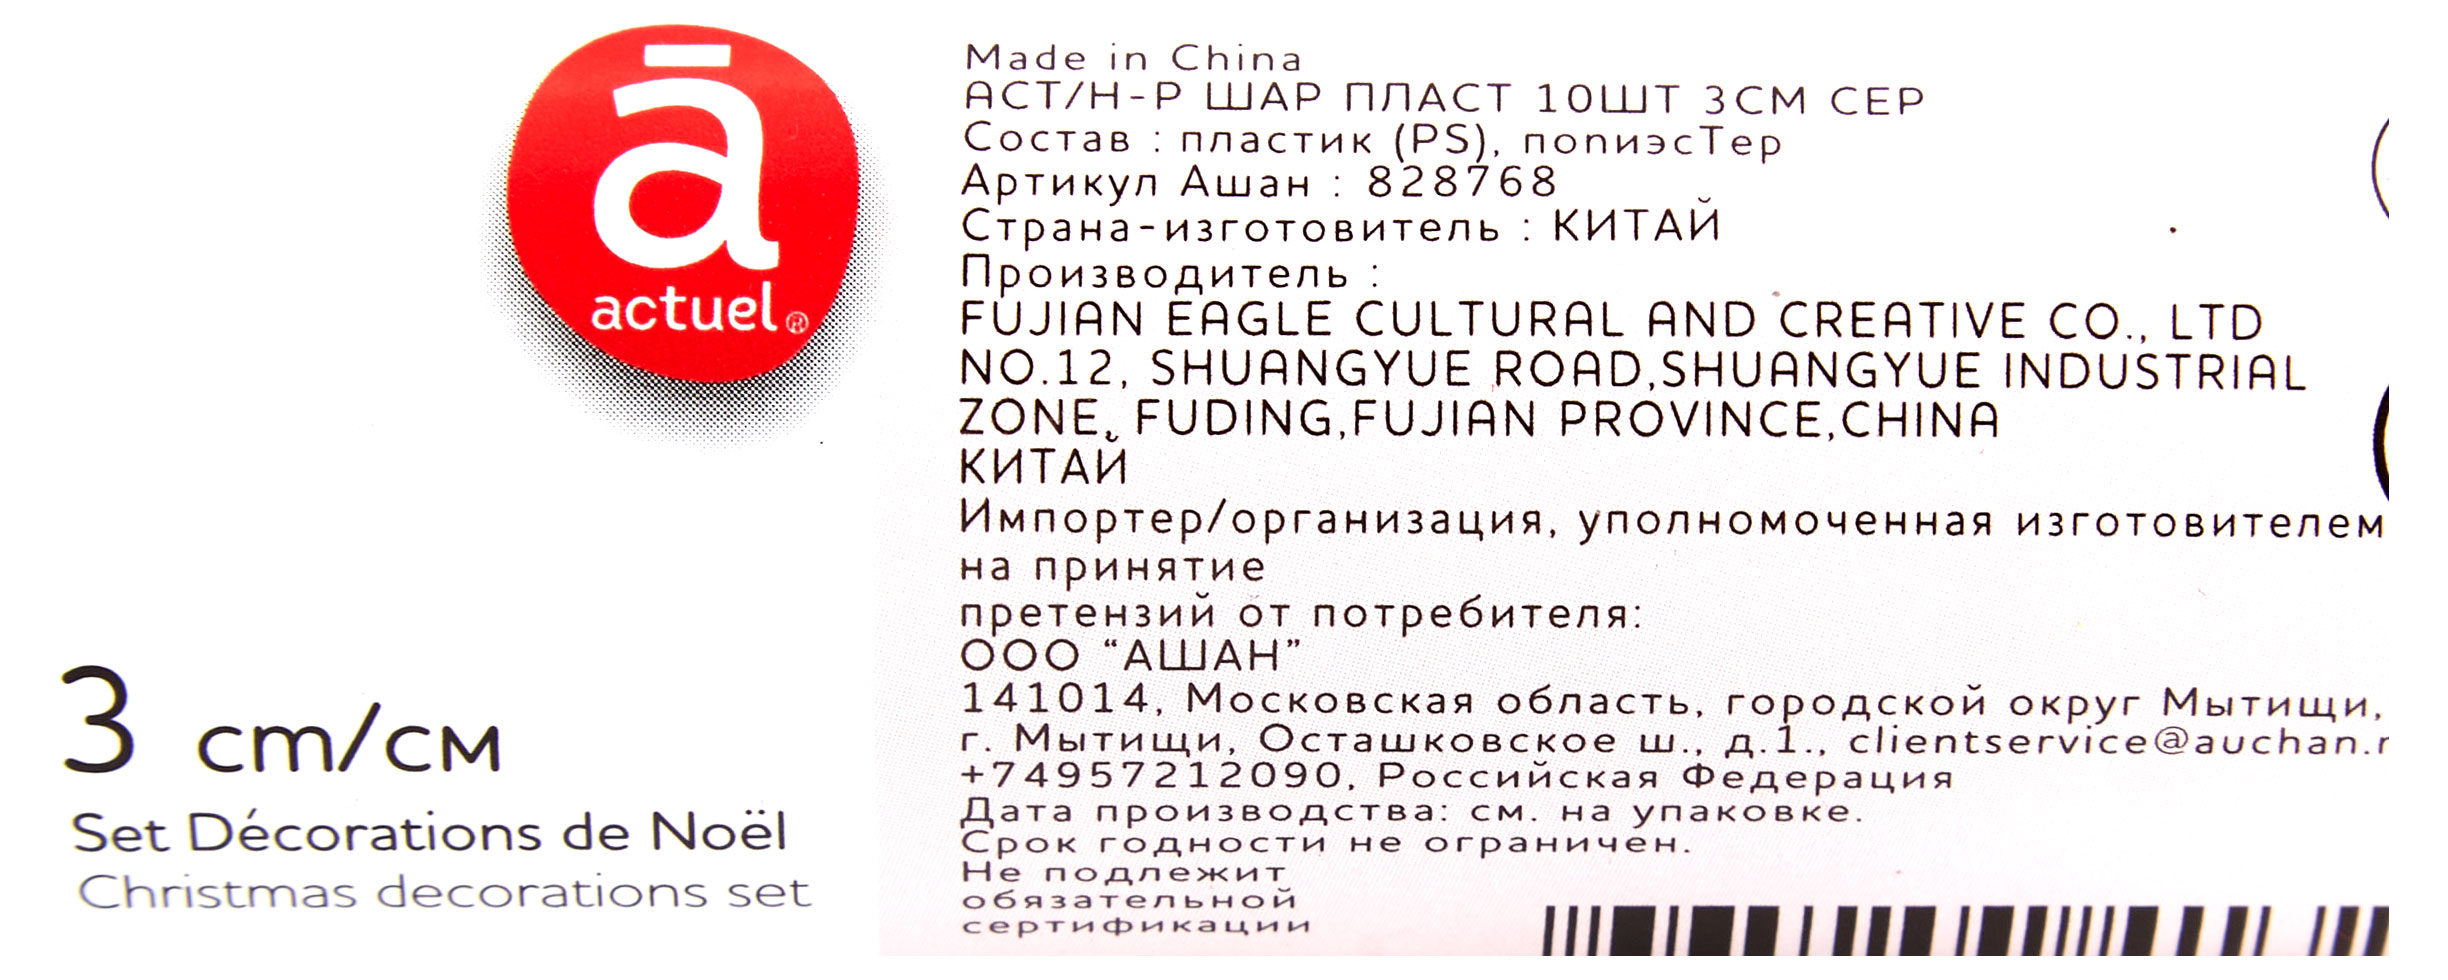 ā
actuel®
3 cm/см
Set Décorations de Noël
Christmas decorations set
Made in China
АСТ/Н-Р ШАР ПЛАСТ 10ШТ 3СМ СЕР
Состав : пластик (PS), попиэсТер
Артикул Ашан : 828768
Страна-изготовитель : КИТАЙ
Производитель :
FUJIAN EAGLE CULTURAL AND CREATIVE CO., LTD
NO.12, SHUANGYUE ROAD,SHUANGYUE INDUSTRIAL
ZONE, FUDING,FUJIAN PROVINCE,CHINA
КИТАЙ
Импортер/организация, уполномоченная изготовителем
на принятие
претензий от потребителя:
ООО “АШАН”
141014, Московская область, городской округ Мытищи,
г. Мытищи, Осташковское ш., д.1., clientservice@auchan.r
+74957212090, Российская Федерация
Дата производства: см. на упаковке.
Срок годности не ограничен.
Не подлежит
обязательной
сертификации